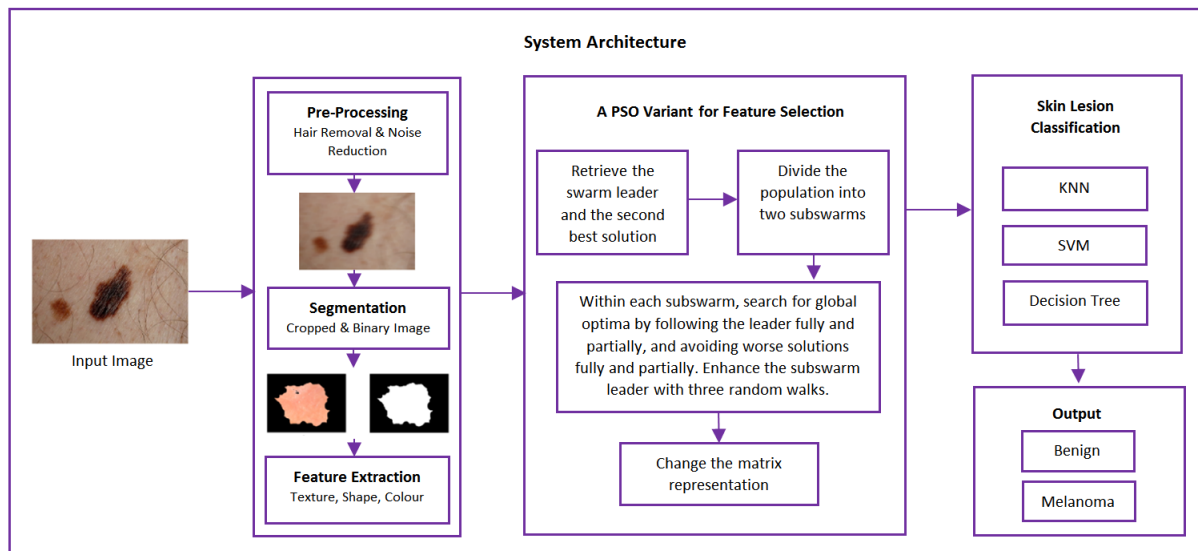 System Architecture
Input Image
Pre-Processing
Hair Removal & Noise
Reduction
Segmentation
Cropped & Binary Image
Feature Extraction
Texture, Shape, Colour
A PSO Variant for Feature Selection
Retrieve the
swarm leader
and the second
best solution
Divide the
population into
two subswarms
Within each subswarm, search for global
optima by following the leader fully and
partially, and avoiding worse solutions
fully and partially. Enhance the subswarm
leader with three random walks.
Change the matrix
representation
Skin Lesion
Classification
KNN
SVM
Decision Tree
Output
Benign
Melanoma